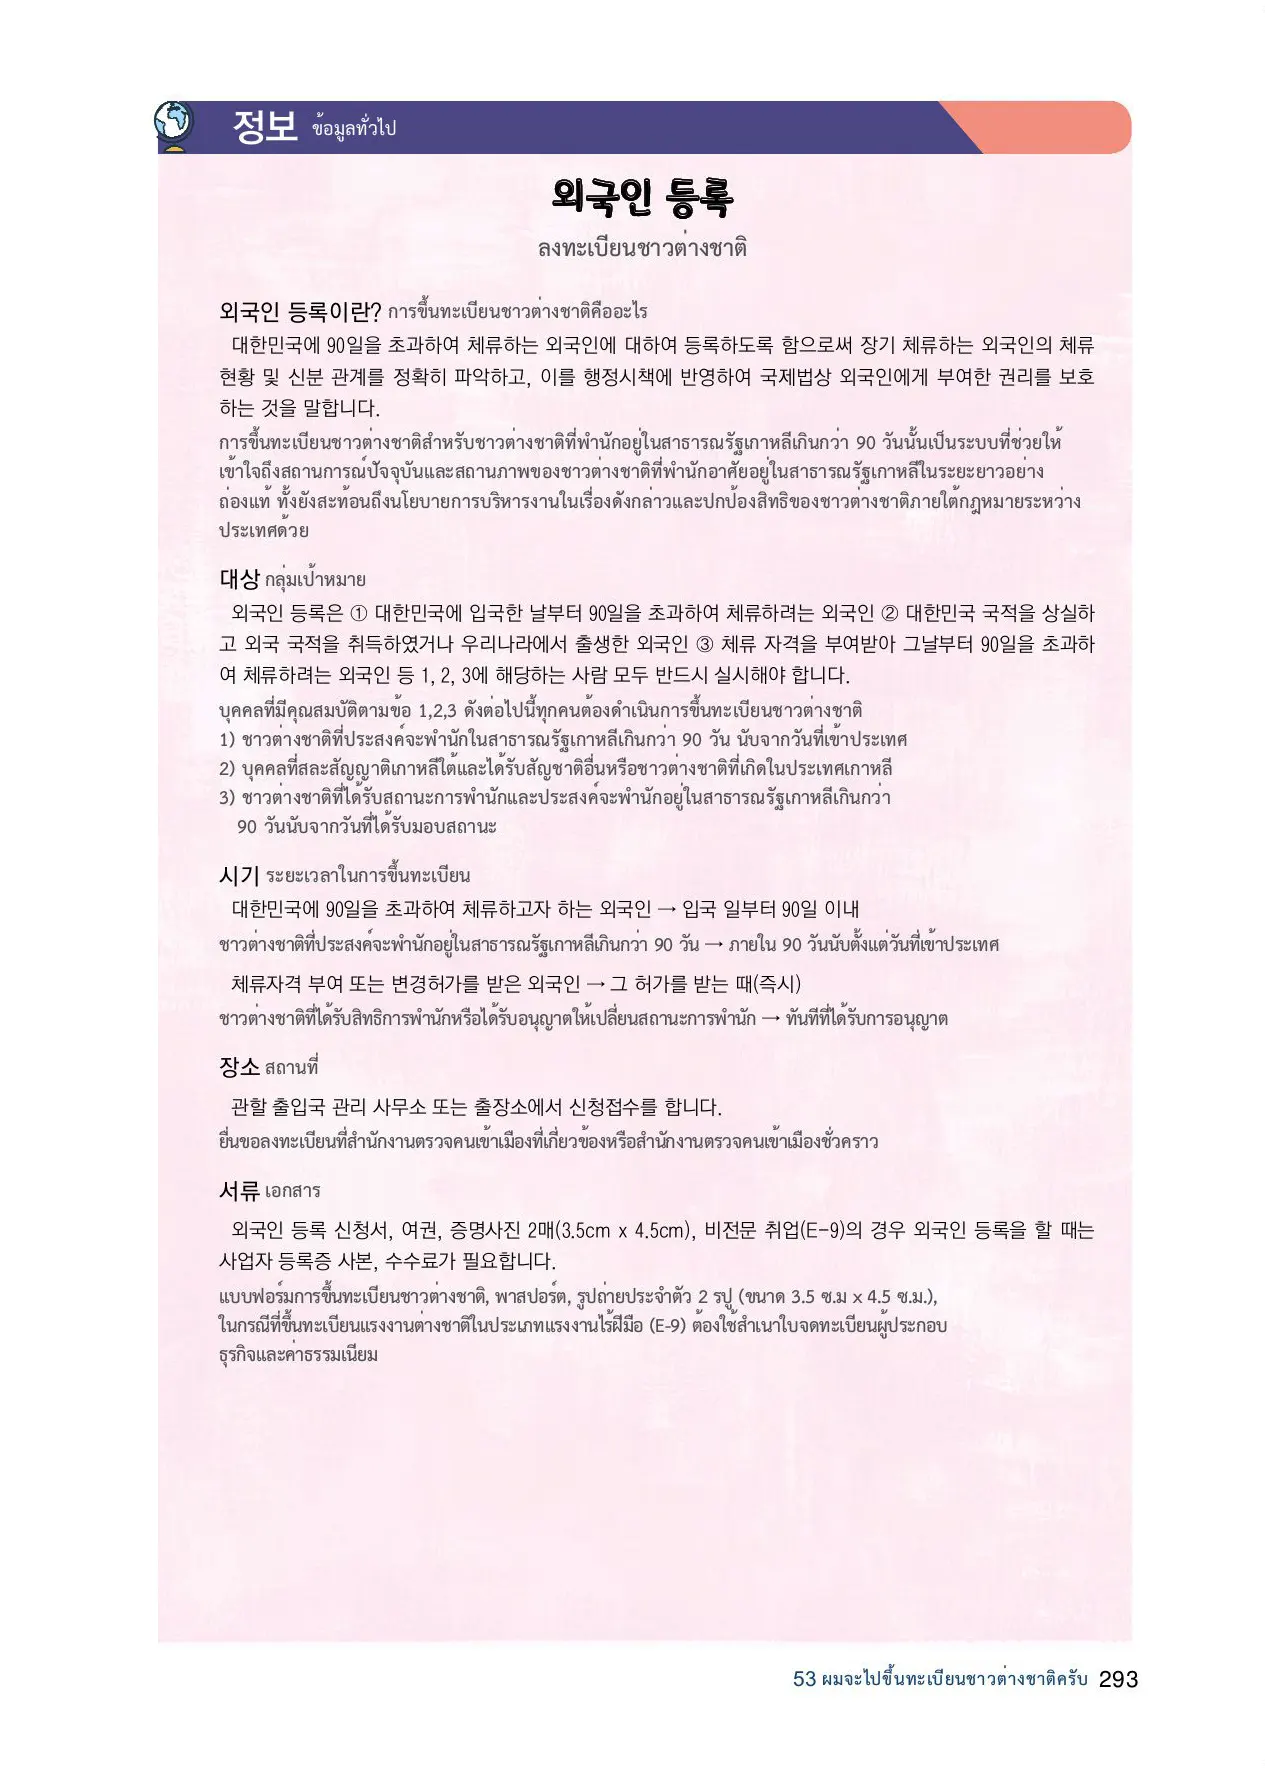 정보 ข้อมูลทั่วไป
외국인 등록
ลงทะเบียนชาวต่างชาติ
외국인 등록이란? การขึ้นทะเบียนชาวต่างชาติคืออะไร
대한민국에 90일을 초과하여 체류하는 외국인에 대하여 등록하도록 함으로써 장기 체류하는 외국인의 체류
현황 및 신분 관계를 정확히 파악하고, 이를 행정시책에 반영하여 국제법상 외국인에게 부여한 권리를 보호
하는 것을 말합니다.
การขึ้นทะเบียนชาวต่างชาติสำหรับชาวต่างชาติที่พำนักอยู่ในสาธารณรัฐเกาหลีเกินกว่า 90 วันนั้นเป็นระบบที่ช่วยให้
เข้าใจถึงสถานการณ์ปัจจุบันและสถานภาพของชาวต่างชาติที่พำนักอาศัยอยู่ในสาธารณรัฐเกาหลีในระยะยาวอย่าง
ถ่องแท้ ทั้งยังสะท้อนถึงนโยบายการบริหารงานในเรื่องดังกล่าวและปกป้องสิทธิของชาวต่างชาติภายใต้กฎหมายระหว่าง
ประเทศด้วย
대상 กลุ่มเป้าหมาย
외국인 등록은 ① 대한민국에 입국한 날부터 90일을 초과하여 체류하려는 외국인 ② 대한민국 국적을 상실하
고 외국 국적을 취득하였거나 우리나라에서 출생한 외국인 ③ 체류 자격을 부여받아 그날부터 90일을 초과하
여 체류하려는 외국인 등 1, 2, 3에 해당하는 사람 모두 반드시 실시해야 합니다.
บุคคลที่มีคุณสมบัติตามข้อ 1,2,3 ดังต่อไปนี้ทุกคนต้องดำเนินการขึ้นทะเบียนชาวต่างชาติ
1) ชาวต่างชาติที่ประสงค์จะพำนักในสาธารณรัฐเกาหลีเกินกว่า 90 วัน นับจากวันที่เข้าประเทศ
2) บุคคลที่สละสัญญาติเกาหลีใต้และได้รับสัญชาติอื่นหรือชาวต่างชาติที่เกิดในประเทศเกาหลี
3) ชาวต่างชาติที่ได้รับสถานะการพำนักและประสงค์จะพำนักอยู่ในสาธารณรัฐเกาหลีเกินกว่า
90 วันนับจากวันที่ได้รับมอบสถานะ
시기 ระยะเวลาในการขึ้นทะเบียน
대한민국에 90일을 초과하여 체류하고자 하는 외국인 → 입국 일부터 90일 이내
ชาวต่างชาติที่ประสงค์จะพำนักอยู่ในสาธารณรัฐเกาหลีเกินกว่า 90 วัน → ภายใน 90 วันนับตั้งแต่วันที่เข้าประเทศ
체류자격 부여 또는 변경허가를 받은 외국인 → 그 허가를 받는 때(즉시)
ชาวต่างชาติที่ได้รับสิทธิการพำนักหรือได้รับอนุญาตให้เปลี่ยนสถานะการพำนัก → ทันทีที่ได้รับการอนุญาต
장소 สถานที่
관할 출입국 관리 사무소 또는 출장소에서 신청접수를 합니다.
ยื่นขอลงทะเบียนที่สำนักงานตรวจคนเข้าเมืองที่เกี่ยวข้องหรือสำนักงานตรวจคนเข้าเมืองชั่วคราว
서류 เอกสาร
외국인 등록 신청서, 여권, 증명사진 2매(3.5cm x 4.5cm), 비전문 취업(E-9)의 경우 외국인 등록을 할 때는
사업자 등록증 사본, 수수료가 필요합니다.
แบบฟอร์มการขึ้นทะเบียนชาวต่างชาติ, พาสปอร์ต, รูปถ่ายประจำตัว 2 รปู (ขนาด 3.5 ซ.ม x 4.5 ซ.ม.),
ในกรณีที่ขึ้นทะเบียนแรงงานต่างชาติในประเภทแรงงานไร้ฝีมือ (E-9) ต้องใช้สำเนาใบจดทะเบียนผู้ประกอบ
ธุรกิจและค่าธรรมเนียม
53 ผมจะไปขึ้นทะเบียนชาวต่างชาติครับ 293